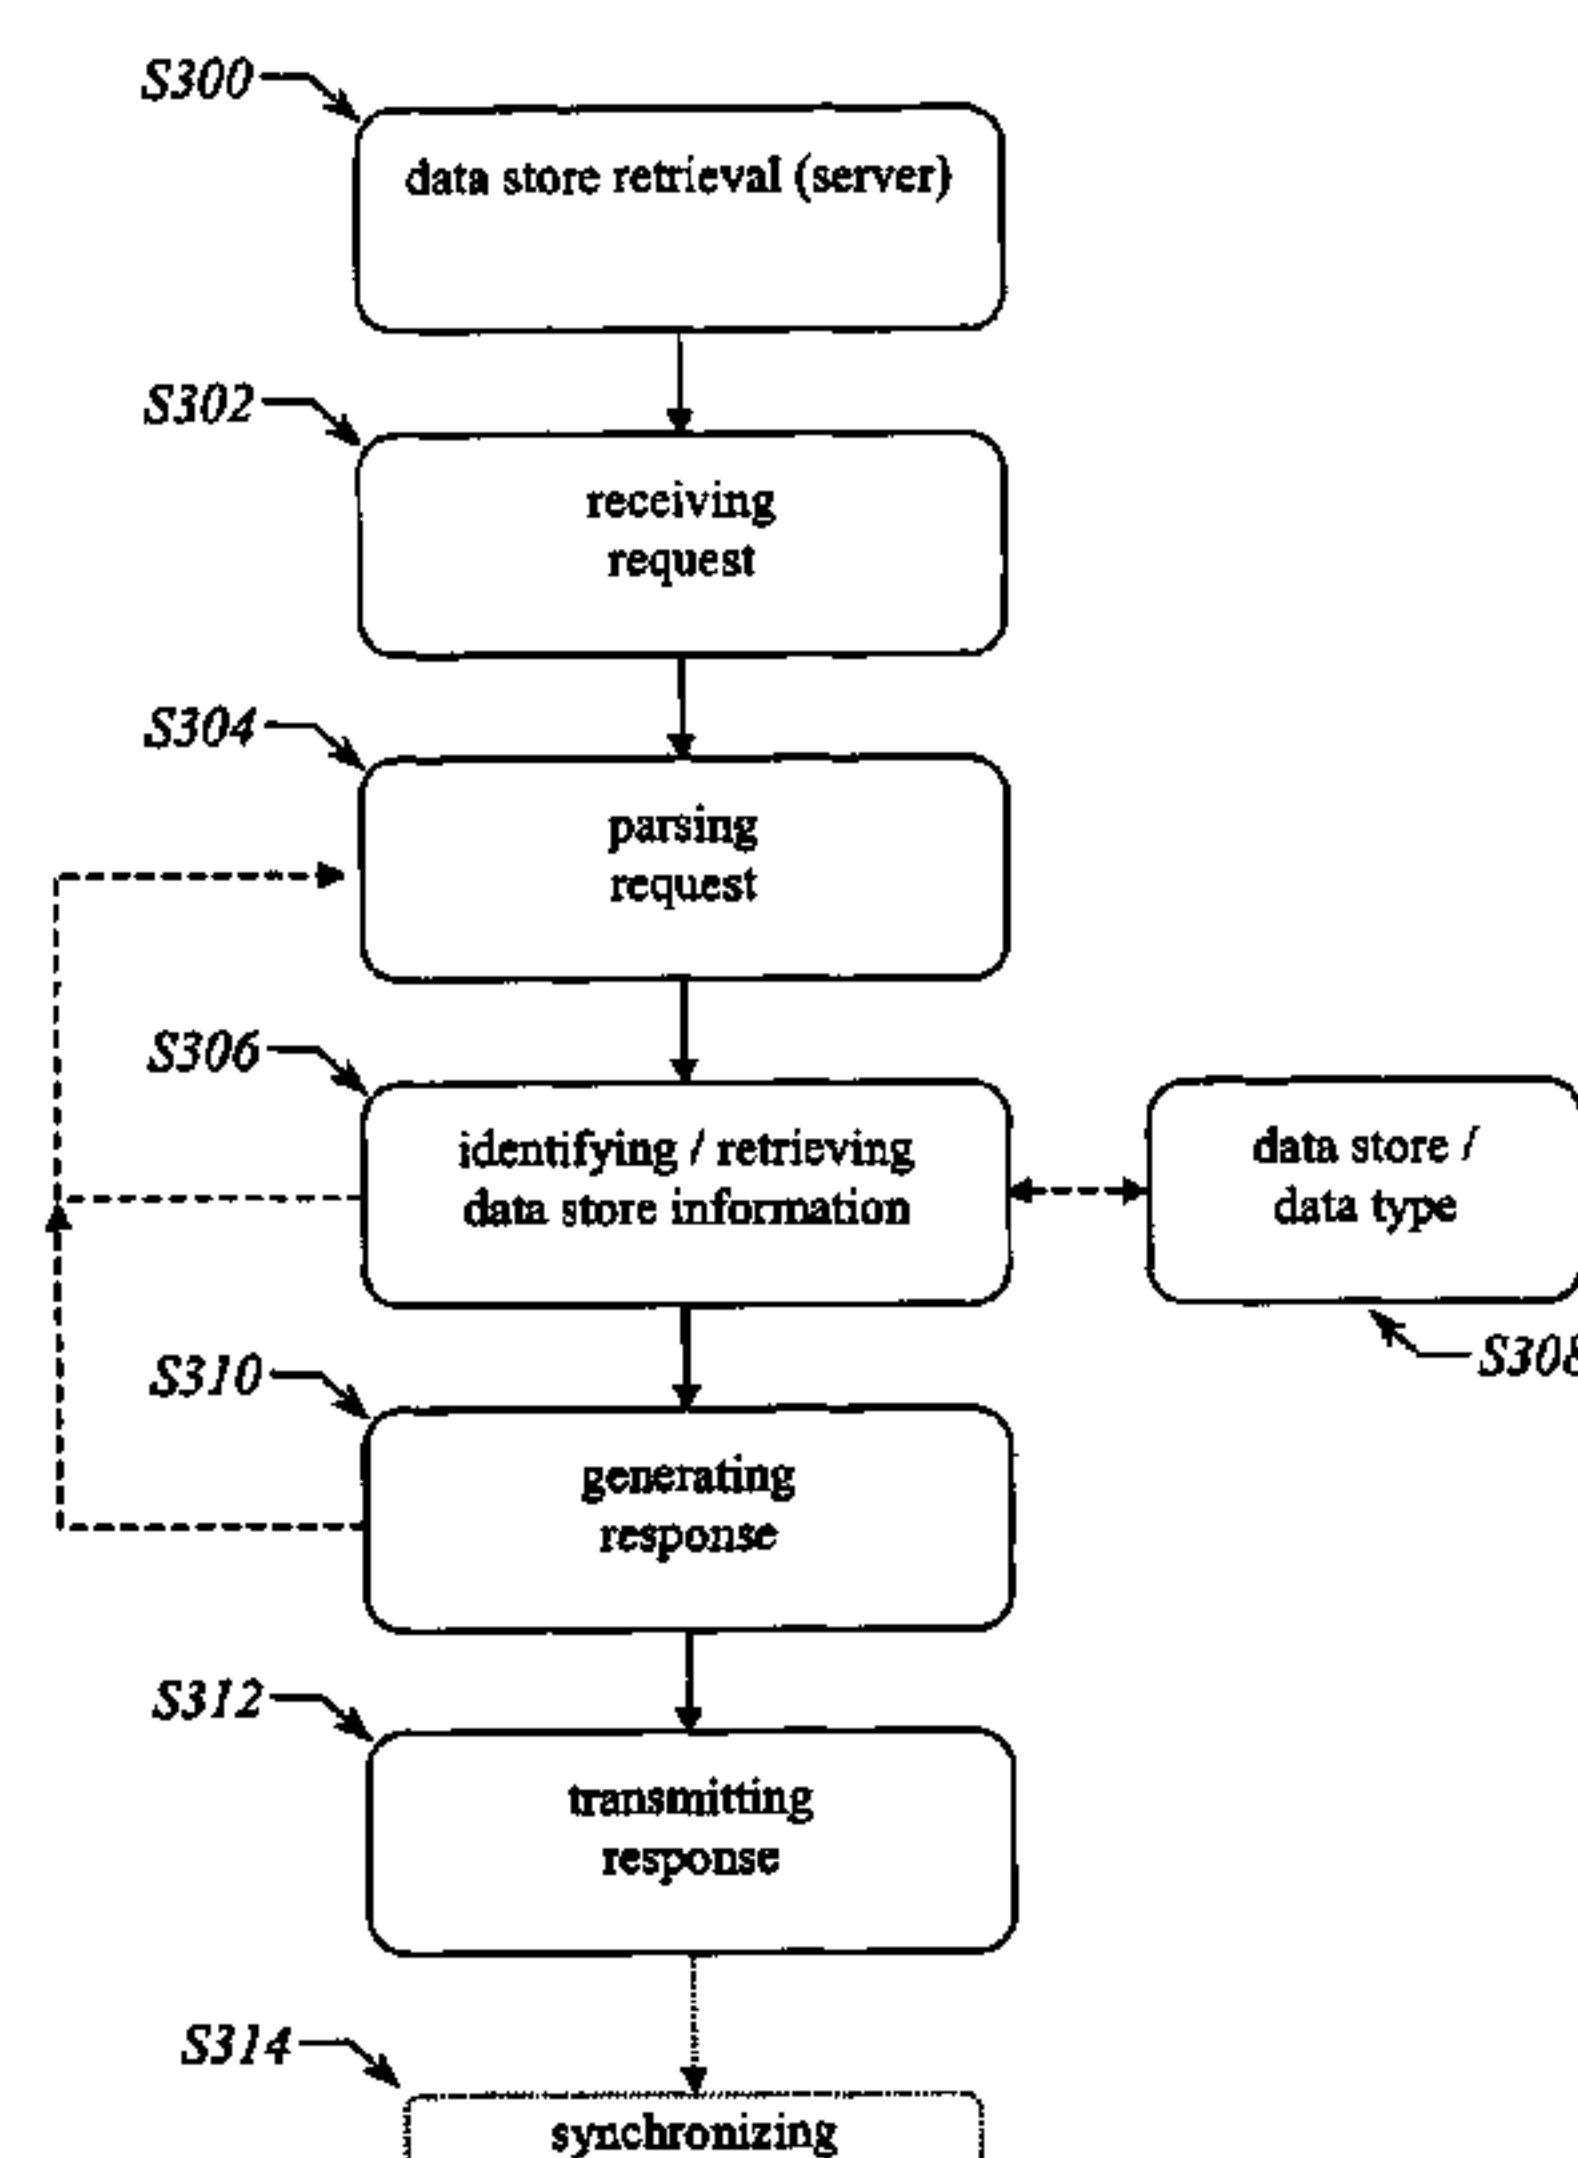 S300
data store retrieval (server)
S302
receiving
request
S304
parsing
request
S306
identifying / retrieving
data store information
data store /
data type
S308
S310
generating
response
S312
transmitting
response
S314
synchronizing